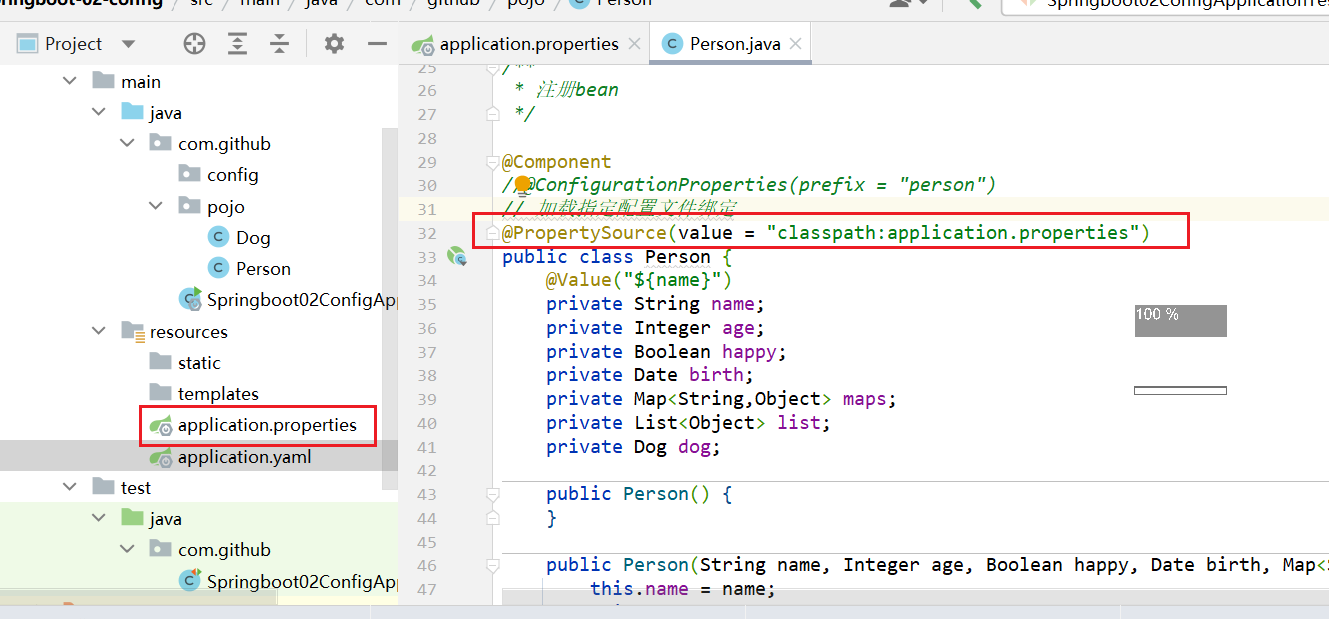 springboot-02-config / src / main / java / com / github / pojo / Person
Project
application.properties
Person.java
main
java
com.github
config
pojo
Dog
Person
Springboot02ConfigApp
resources
static
templates
application.properties
application.yaml
test
java
com.github
Springboot02ConfigApp
25 /**
26 * 注册bean
27 */
28
29 @Component
30 //@ConfigurationProperties(prefix = "person")
31 // 加载指定配置文件绑定
32 @PropertySource(value = "classpath:application.properties")
33 public class Person {
34 @Value("${name}")
35 private String name;
36 private Integer age;
37 private Boolean happy;
38 private Date birth;
39 private Map<String,Object> maps;
40 private List<Object> list;
41 private Dog dog;
42
43 public Person() {
44 }
45
46 public Person(String name, Integer age, Boolean happy, Date birth, Map<S
47 this.name = name;
100 %